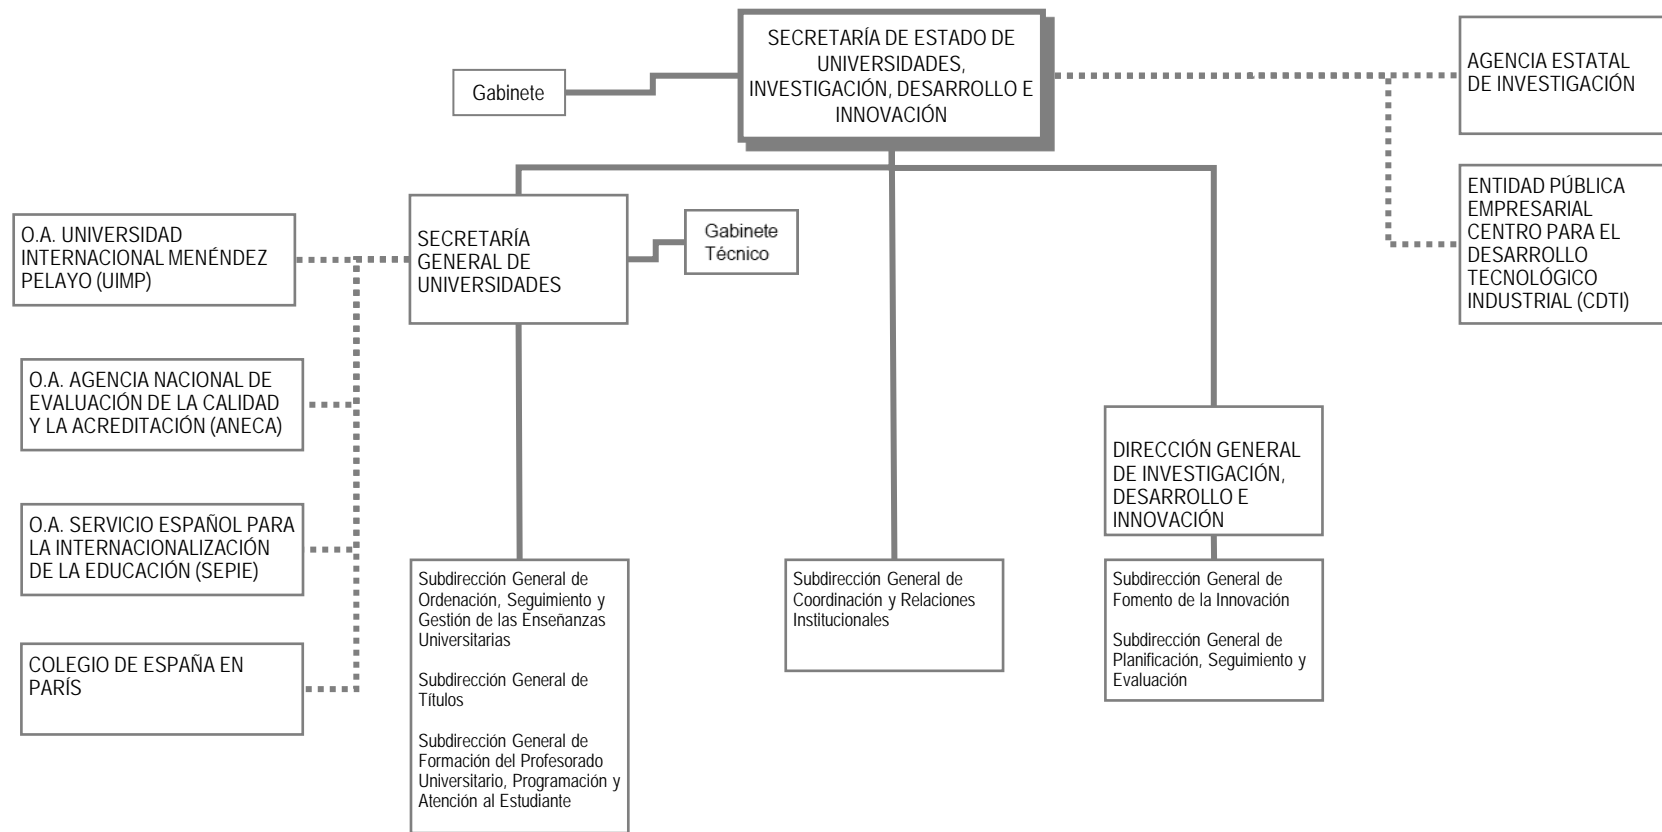 SECRETARÍA DE ESTADO DE
UNIVERSIDADES,
INVESTIGACIÓN, DESARROLLO E
INNOVACIÓN
Gabinete
AGENCIA ESTATAL
DE INVESTIGACIÓN
ENTIDAD PÚBLICA
EMPRESARIAL
CENTRO PARA EL
DESARROLLO
TECNOLÓGICO
INDUSTRIAL (CDTI)
SECRETARÍA
GENERAL DE
UNIVERSIDADES
Gabinete
Técnico
O.A. UNIVERSIDAD
INTERNACIONAL MENÉNDEZ
PELAYO (UIMP)
O.A. AGENCIA NACIONAL DE
EVALUACIÓN DE LA CALIDAD
Y LA ACREDITACIÓN (ANECA)
O.A. SERVICIO ESPAÑOL PARA
LA INTERNACIONALIZACIÓN
DE LA EDUCACIÓN (SEPIE)
COLEGIO DE ESPAÑA EN
PARÍS
DIRECCIÓN GENERAL
DE INVESTIGACIÓN,
DESARROLLO E
INNOVACIÓN
Subdirección General de
Ordenación, Seguimiento y
Gestión de las Enseñanzas
Universitarias
Subdirección General de
Títulos
Subdirección General de
Formación del Profesorado
Universitario, Programación y
Atención al Estudiante
Subdirección General de
Coordinación y Relaciones
Institucionales
Subdirección General de
Fomento de la Innovación
Subdirección General de
Planificación, Seguimiento y
Evaluación